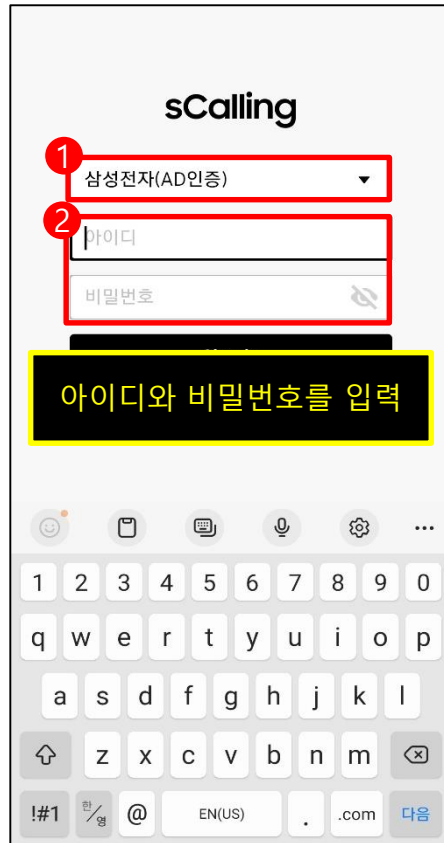 sCalling
1
삼성전자(AD인증)
2
아이디
비밀번호
아이디와 비밀번호를 입력
1 2 3 4 5 6 7 8 9 0
q w e r t y u i o p
a s d f g h j k l
z x c v b n m
!#1 한/영 @ EN(US) . .com 다음